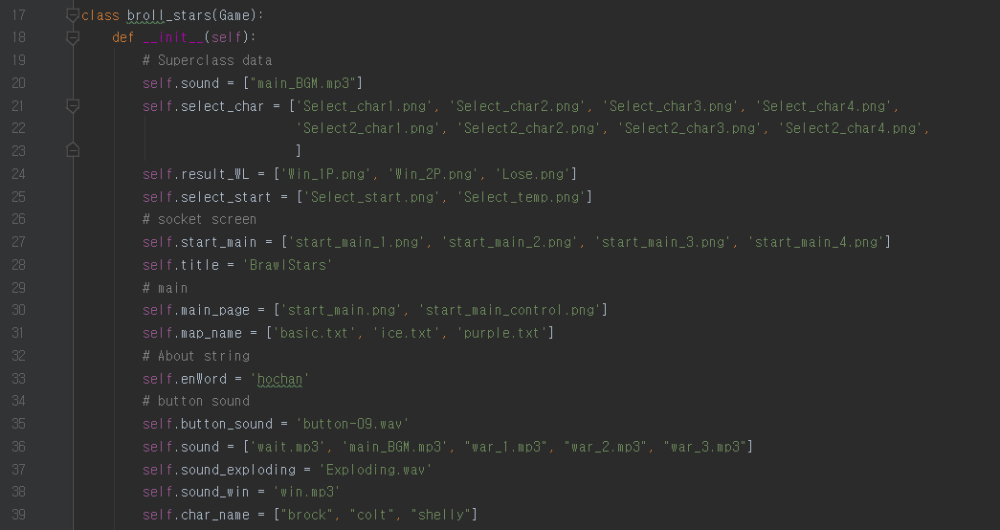 17 class broll_stars(Game):
18     def __init__(self):
19         # Superclass data
20         self.sound = ["main_BGM.mp3"]
21         self.select_char = ['Select_char1.png', 'Select_char2.png', 'Select_char3.png', 'Select_char4.png',
22                             'Select2_char1.png', 'Select2_char2.png', 'Select2_char3.png', 'Select2_char4.png',
23                             ]
24         self.result_WL = ['Win_1P.png', 'Win_2P.png', 'Lose.png']
25         self.select_start = ['Select_start.png', 'Select_temp.png']
26         # socket screen
27         self.start_main = ['start_main_1.png', 'start_main_2.png', 'start_main_3.png', 'start_main_4.png']
28         self.title = 'BrawlStars'
29         # main
30         self.main_page = ['start_main.png', 'start_main_control.png']
31         self.map_name = ['basic.txt', 'ice.txt', 'purple.txt']
32         # About string
33         self.enWord = 'hochan'
34         # button sound
35         self.button_sound = 'button-09.wav'
36         self.sound = ['wait.mp3', 'main_BGM.mp3', "war_1.mp3", "war_2.mp3", "war_3.mp3"]
37         self.sound_exploding = 'Exploding.wav'
38         self.sound_win = 'win.mp3'
39         self.char_name = ["brock", "colt", "shelly"]